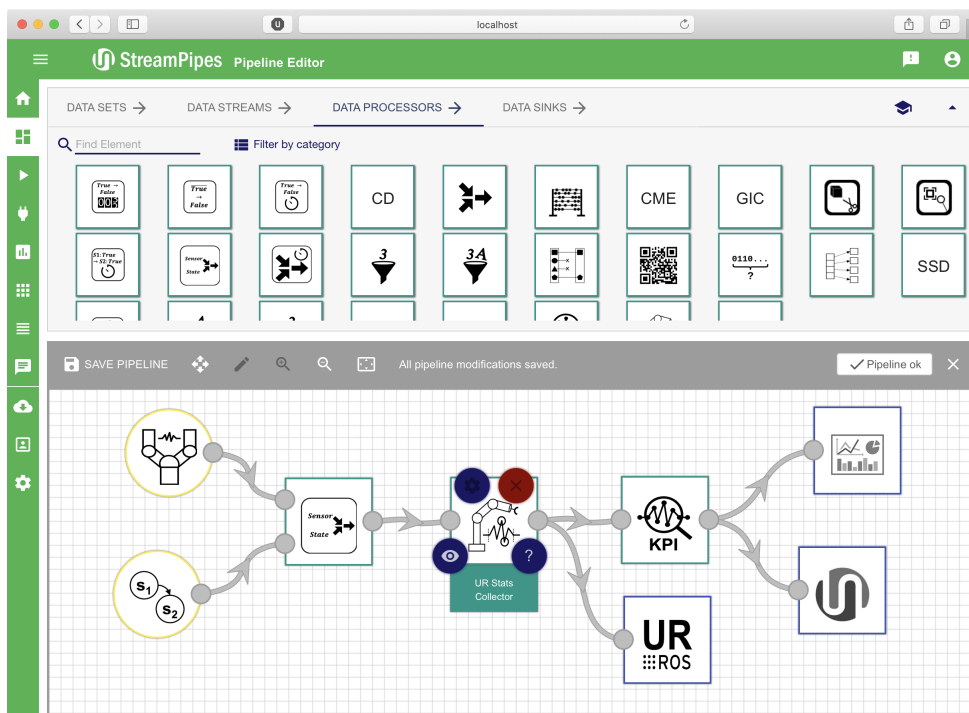 localhost
StreamPipes Pipeline Editor
DATA SETS
DATA STREAMS
DATA PROCESSORS
DATA SINKS
Find Element
Filter by category
True →
False
003
True
→
False
True →
False
CD
CME
GIC
S1:True
→ S2:True
Sensor
State
3
3A
0110...
?
SSD
SAVE PIPELINE
All pipeline modifications saved.
Pipeline ok
Sensor
State
?
UR Stats
Collector
KPI
S1
S2
UR
ROS